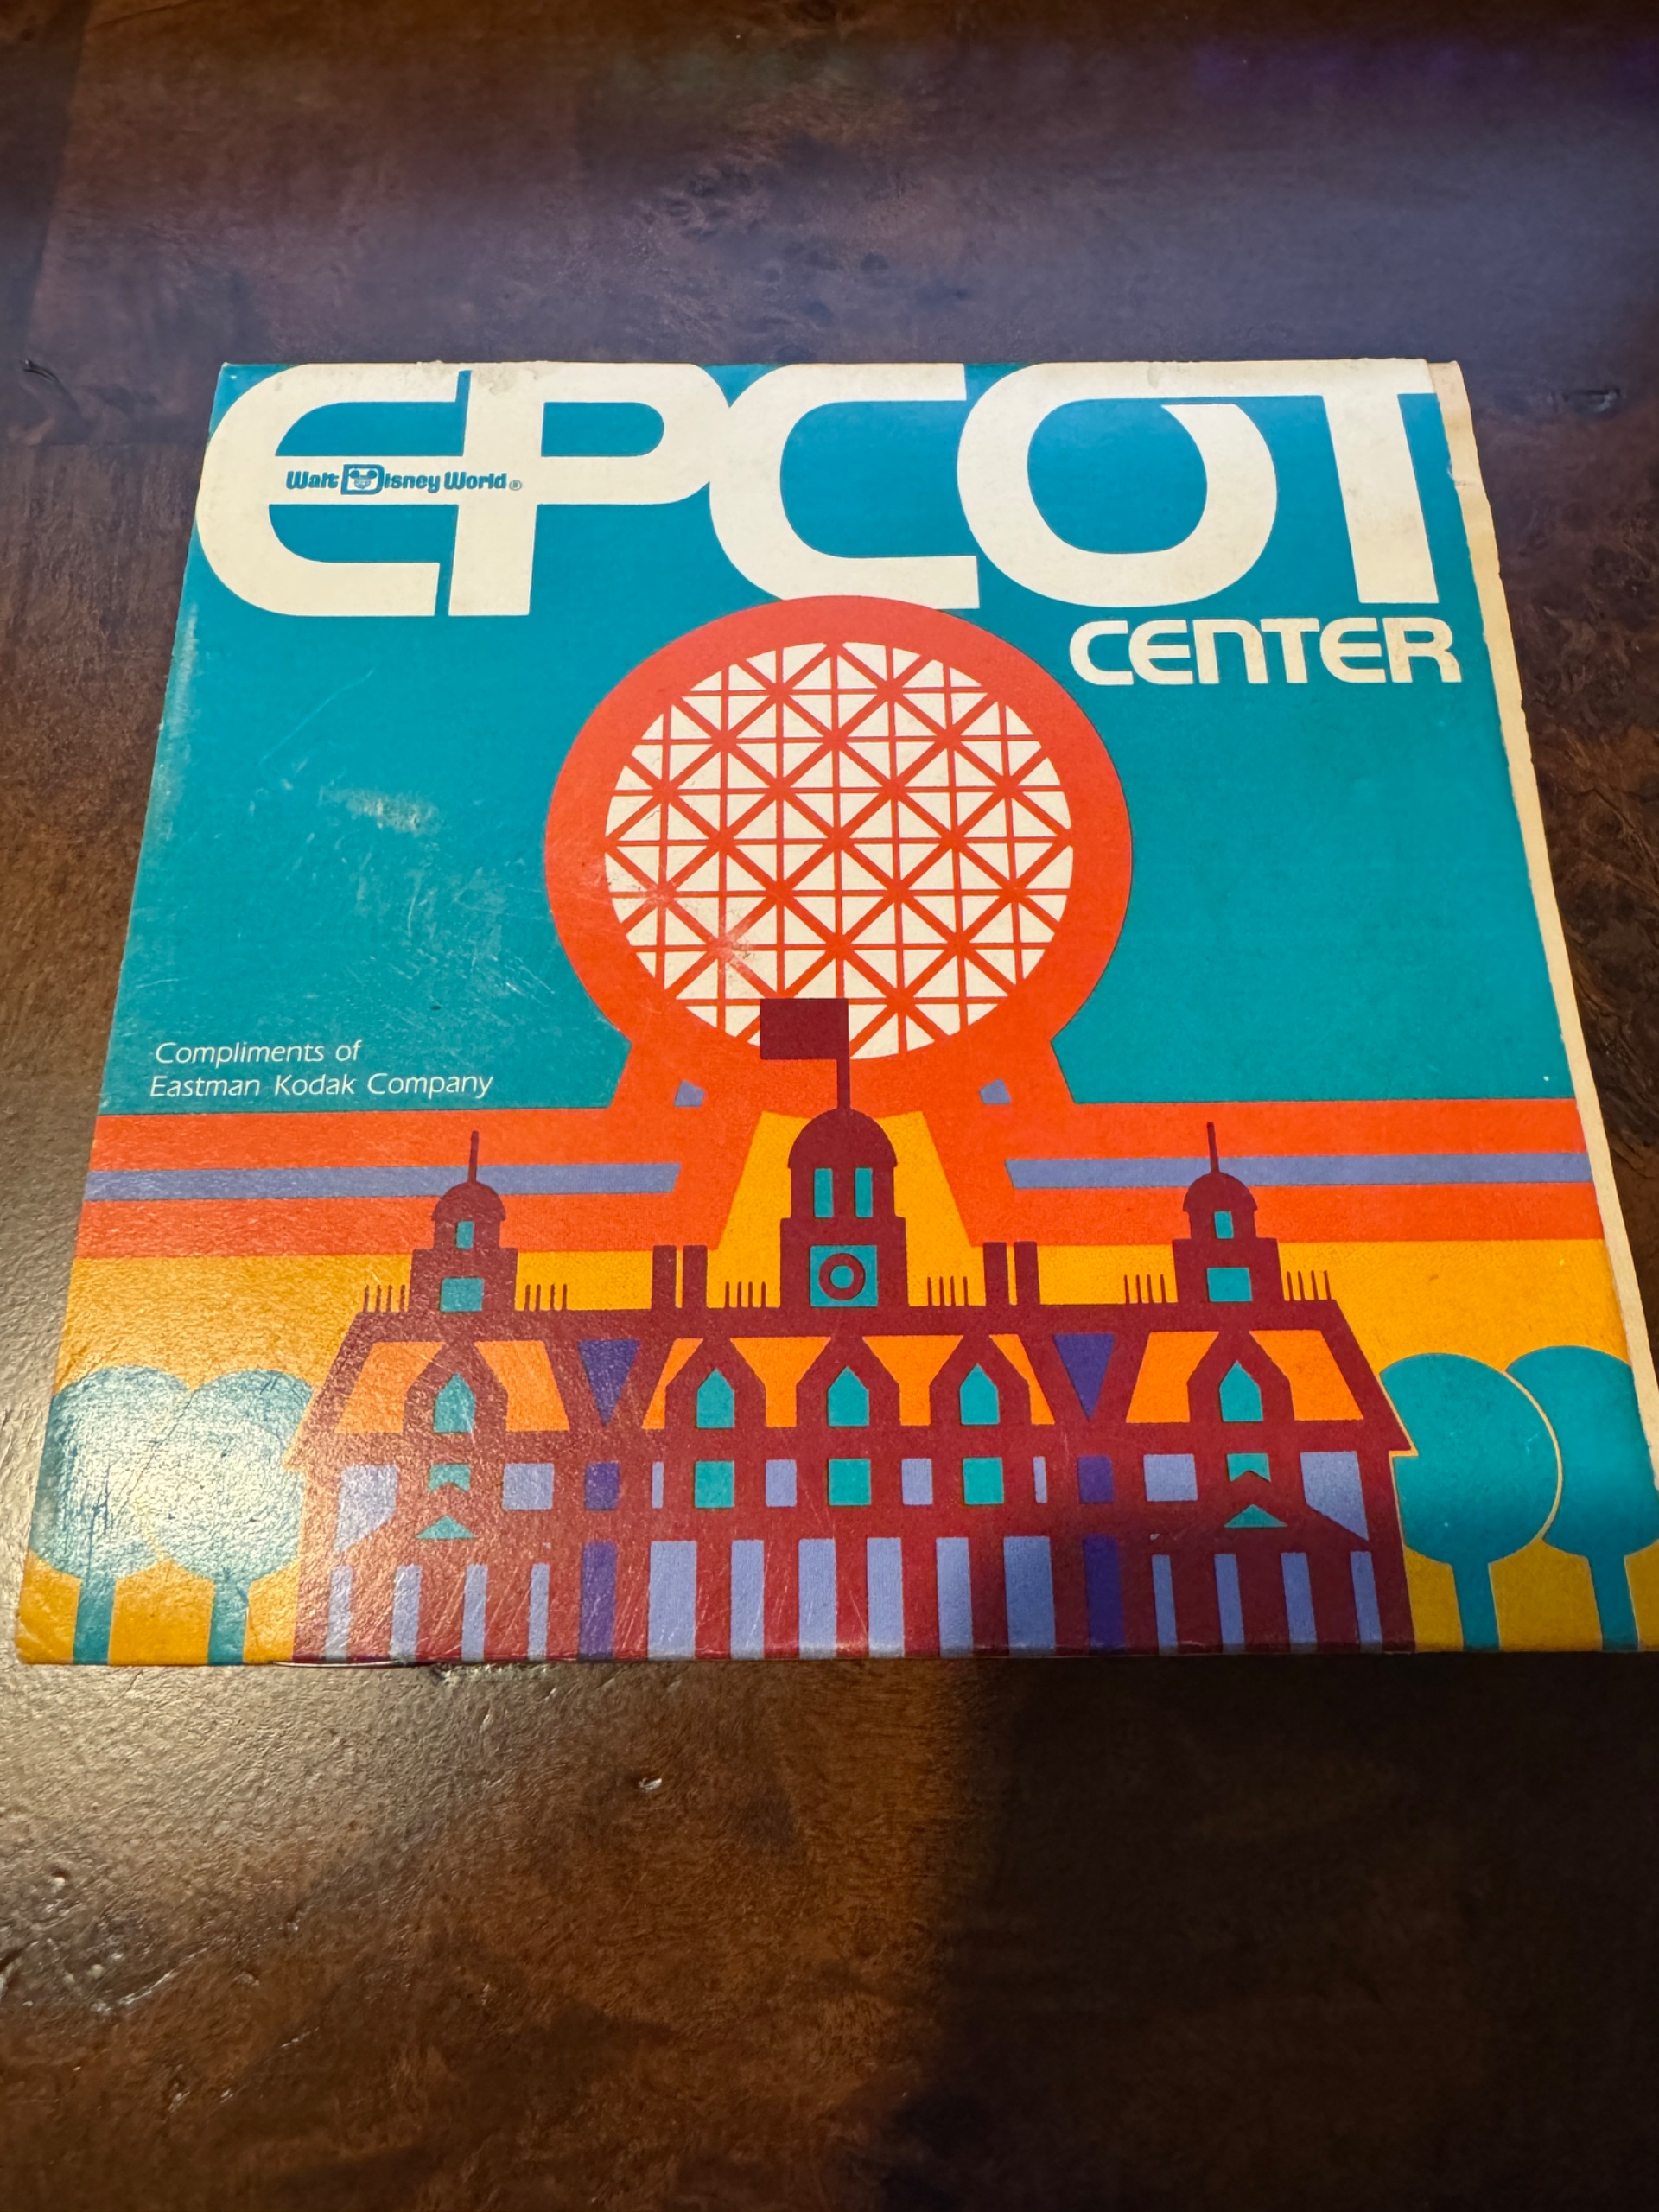 EPCOT
Walt Disney World®
CENTER
Compliments of
Eastman Kodak Company